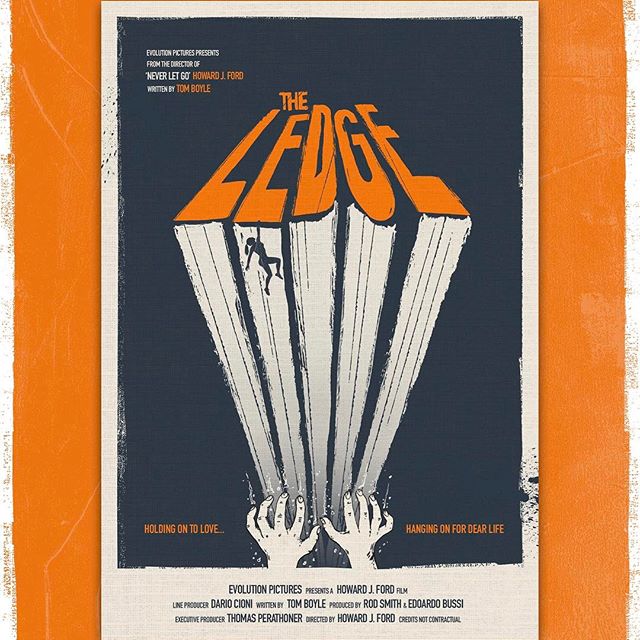 EVOLUTION PICTURES PRESENTS
FROM THE DIRECTOR OF
'NEVER LET GO' HOWARD J. FORD
WRITTEN BY TOM BOYLE
THE
LEDGE
HOLDING ON TO LOVE...
HANGING ON FOR DEAR LIFE
EVOLUTION PICTURES PRESENTS A HOWARD J. FORD FILM
LINE PRODUCER DARIO CIONI WRITTEN BY TOM BOYLE PRODUCED BY ROD SMITH & EDOARDO BUSSI
EXECUTIVE PRODUCER THOMAS PERATHONER DIRECTED BY HOWARD J. FORD CREDITS NOT CONTRACTUAL